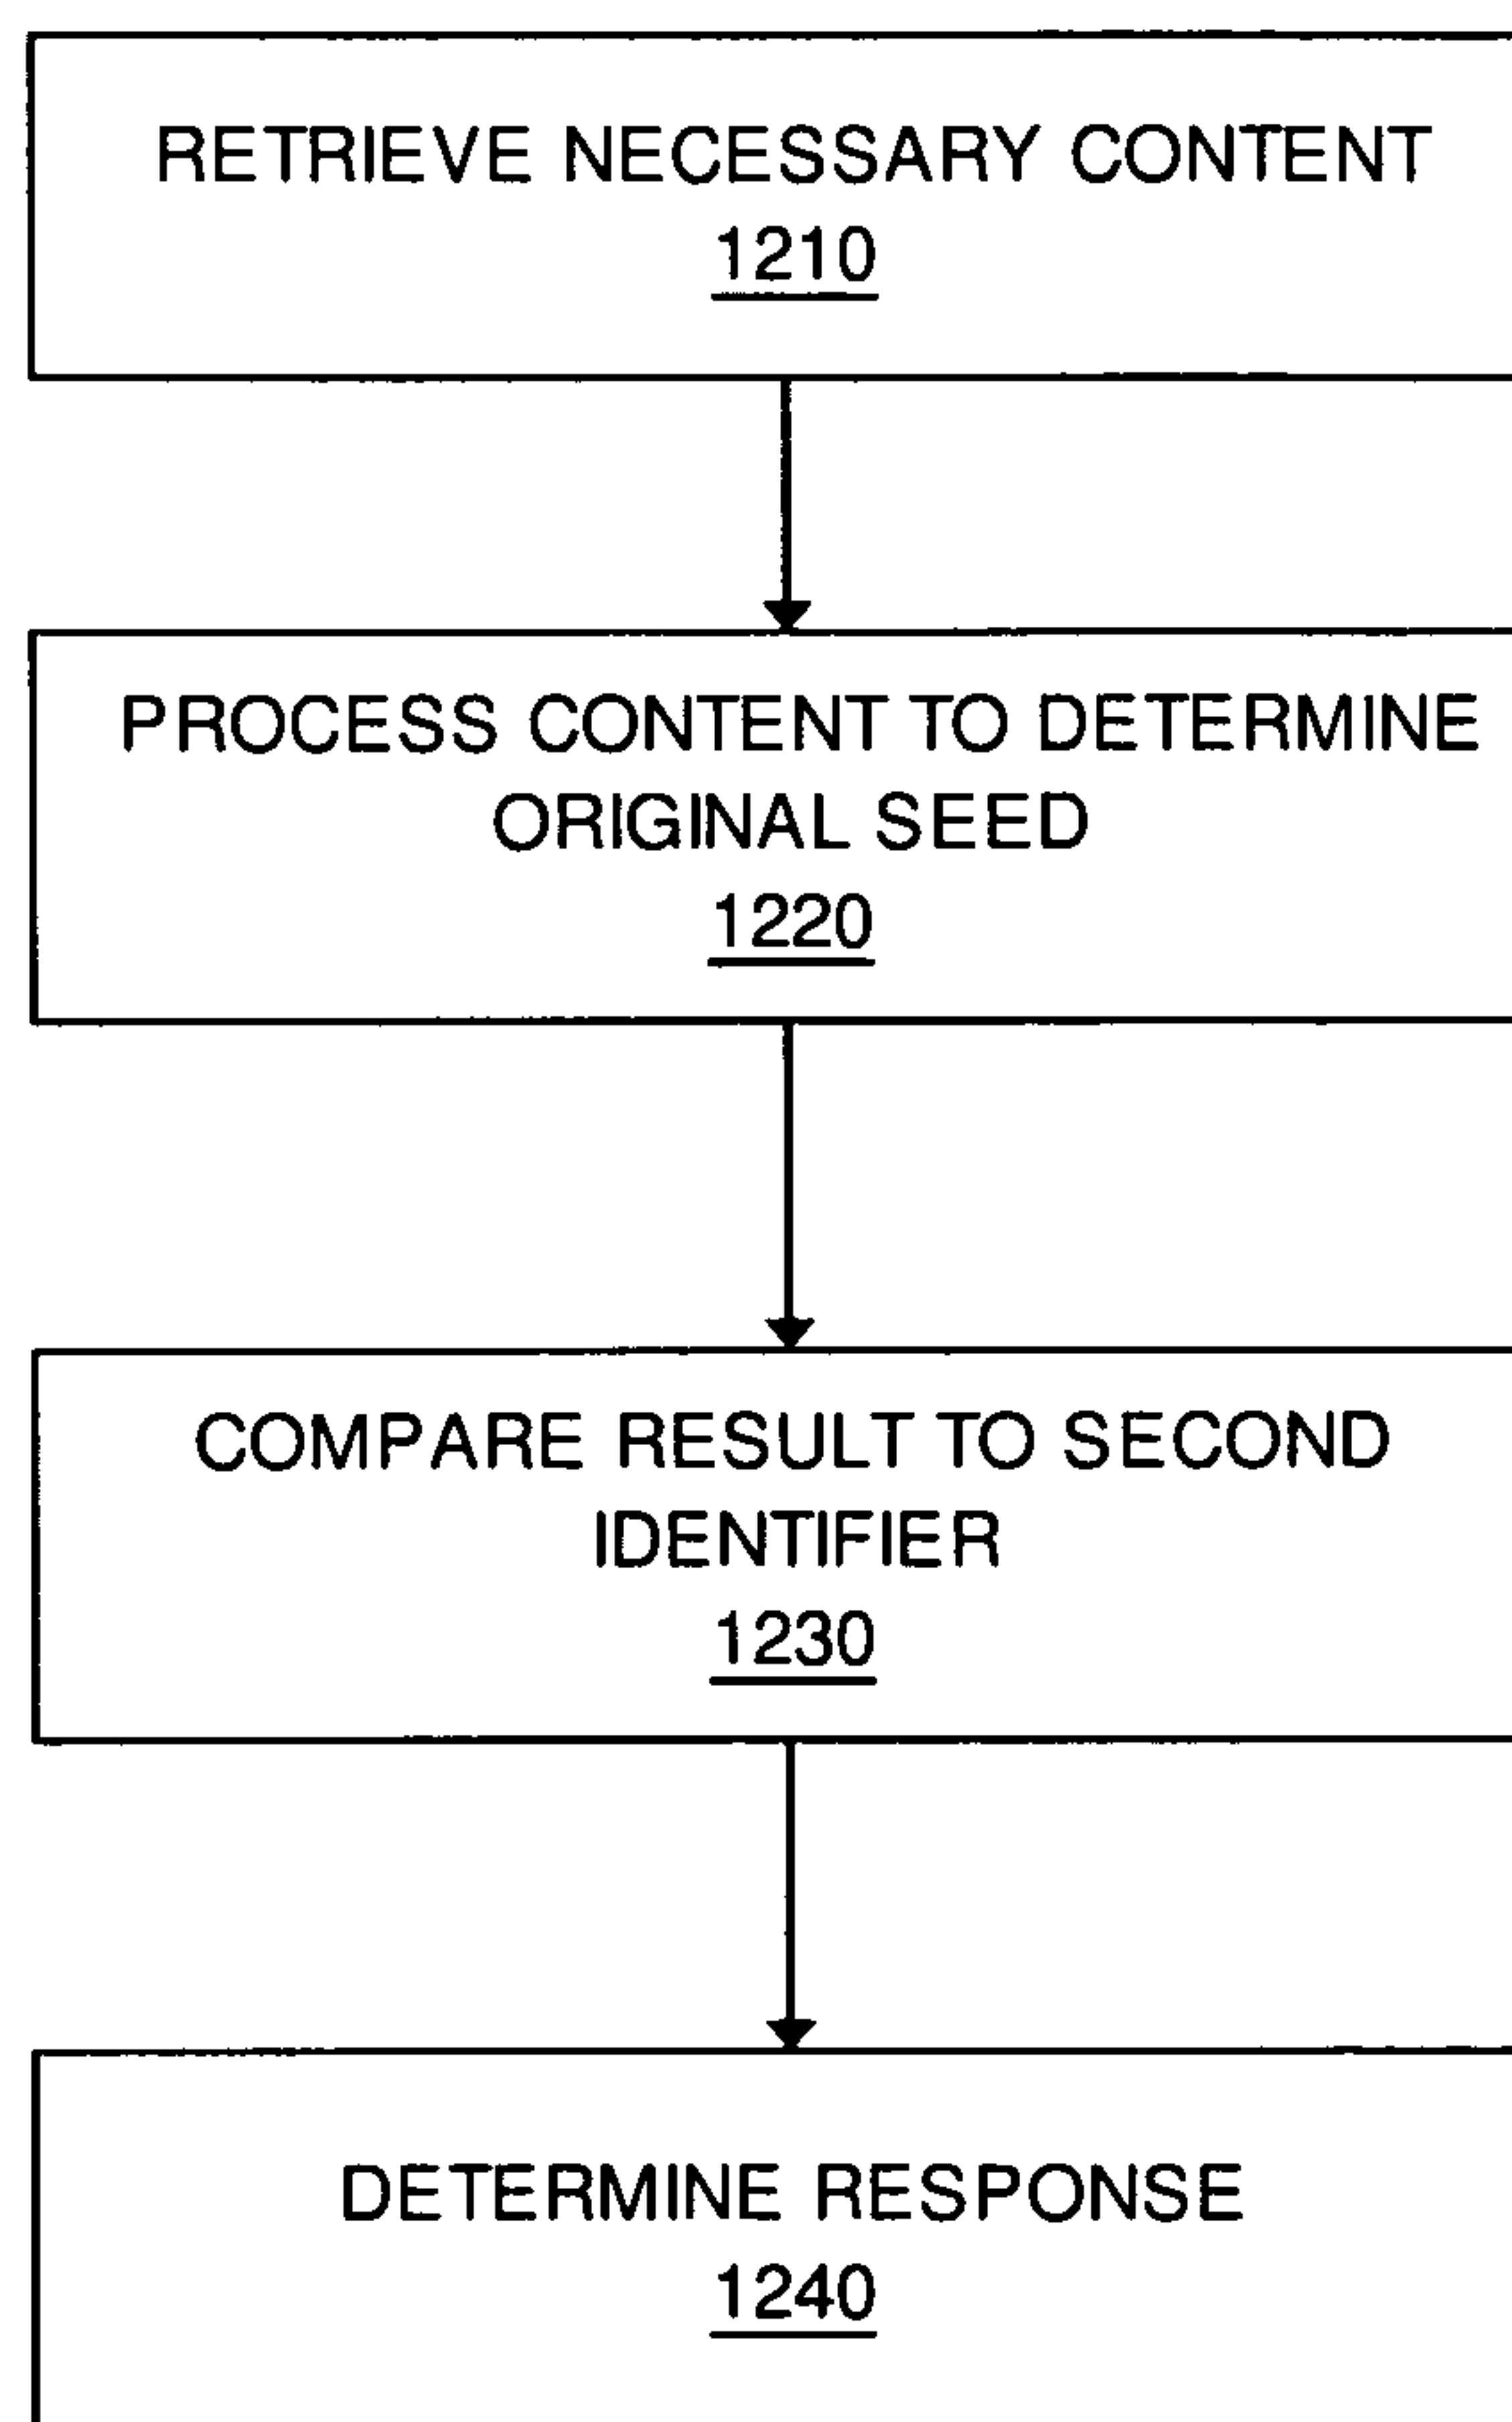 RETRIEVE NECESSARY CONTENT
1210
PROCESS CONTENT TO DETERMINE
ORIGINAL SEED
1220
COMPARE RESULT TO SECOND
IDENTIFIER
1230
DETERMINE RESPONSE
1240